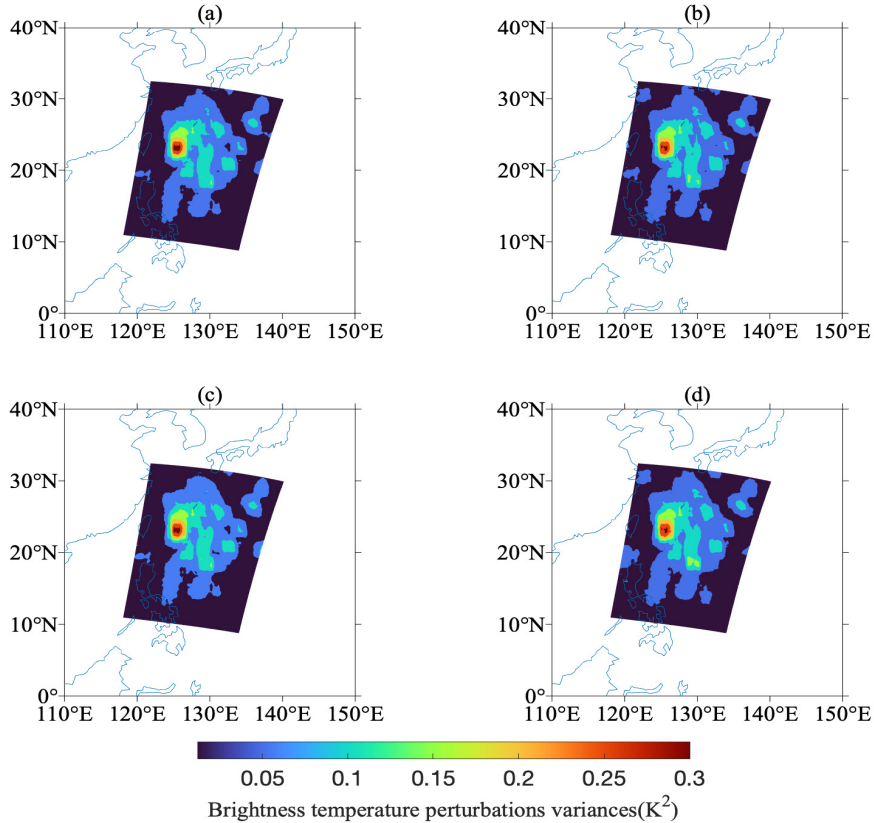 (a) (b)
40°N 40°N
30°N 30°N
20°N 20°N
10°N 10°N
0° 0°
110°E 120°E 130°E 140°E 150°E 110°E 120°E 130°E 140°E 150°E
(c) (d)
40°N 40°N
30°N 30°N
20°N 20°N
10°N 10°N
0° 0°
110°E 120°E 130°E 140°E 150°E 110°E 120°E 130°E 140°E 150°E
0.05 0.1 0.15 0.2 0.25 0.3
Brightness temperature perturbations variances(K²)